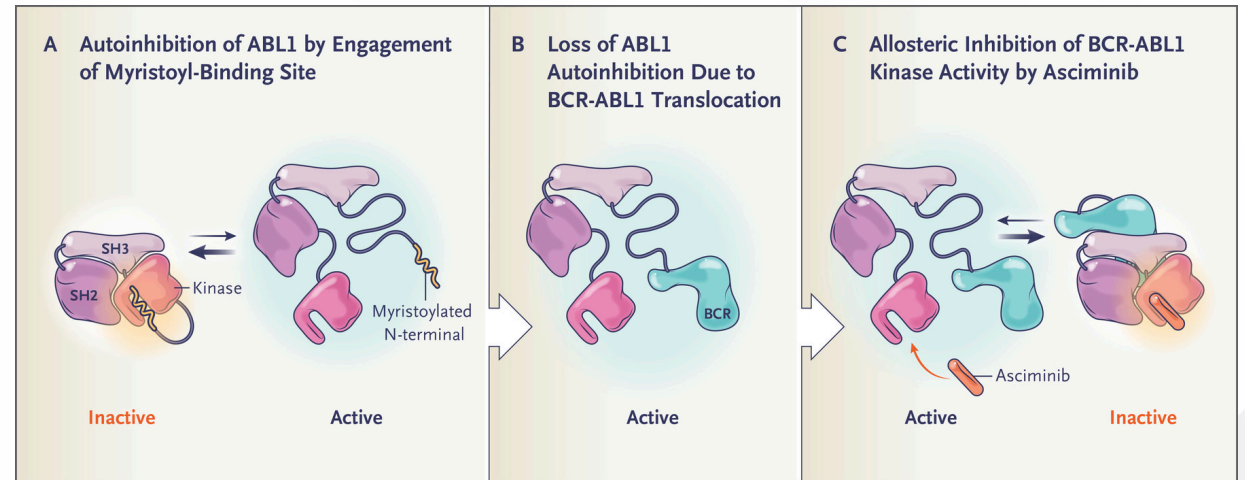 A Autoinhibition of ABL1 by Engagement
of Myristoyl-Binding Site
SH3
SH2
Kinase
Myristoylated
N-terminal
Inactive
Active
B Loss of ABL1
Autoinhibition Due to
BCR-ABL1 Translocation
BCR
Active
C Allosteric Inhibition of BCR-ABL1
Kinase Activity by Asciminib
Asciminib
Active
Inactive